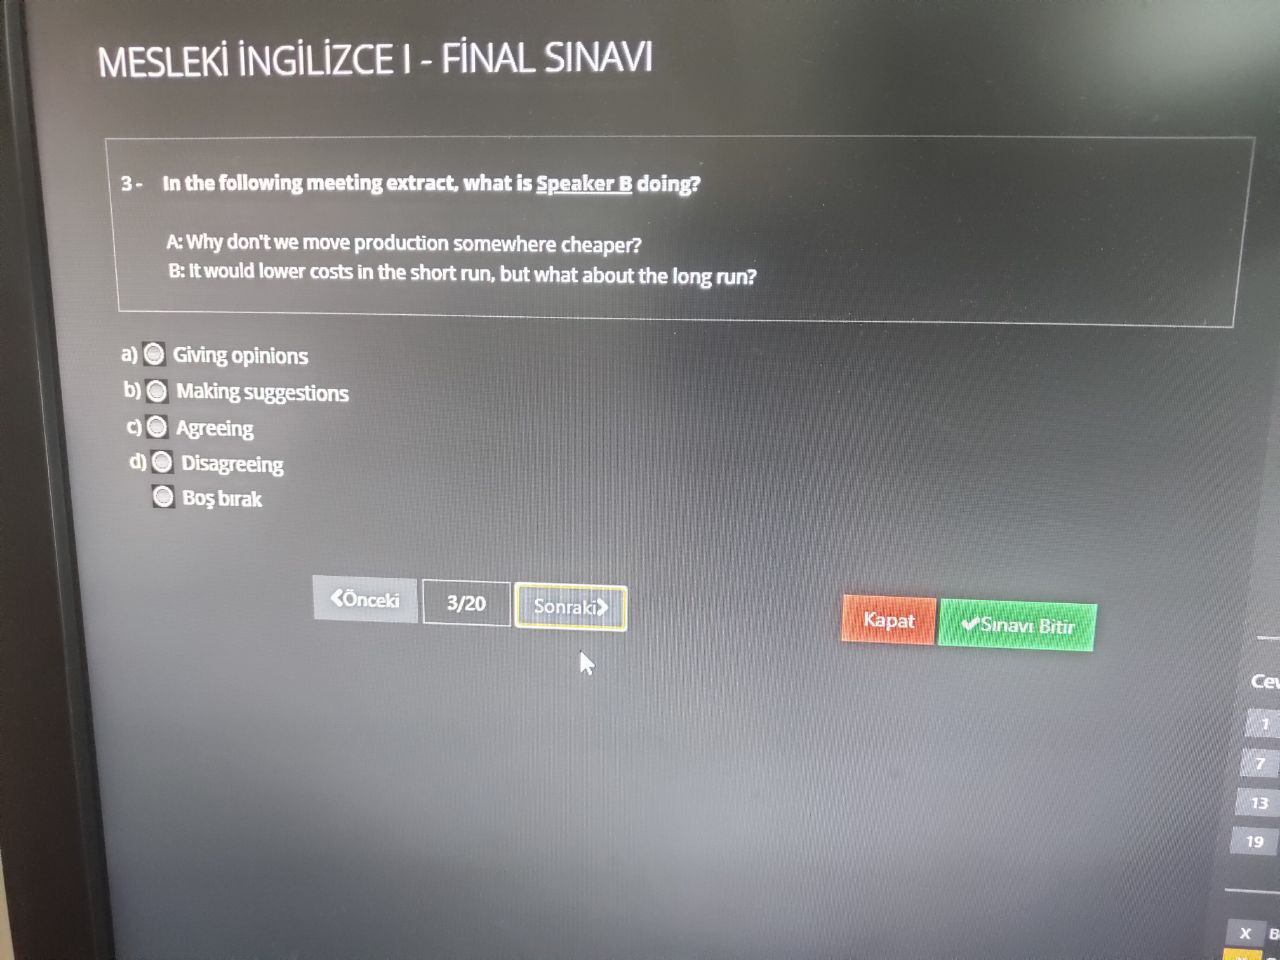 MESLEKİ İNGİLİZCE I - FİNAL SINAVI
3- In the following meeting extract, what is Speaker B doing?
A: Why don't we move production somewhere cheaper?
B: It would lower costs in the short run, but what about the long run?
a) Giving opinions
b) Making suggestions
c) Agreeing
d) Disagreeing
Boş bırak
Önceki
3/20
Sonraki
Kapat
Sınavı Bitir
1
7
13
19
X